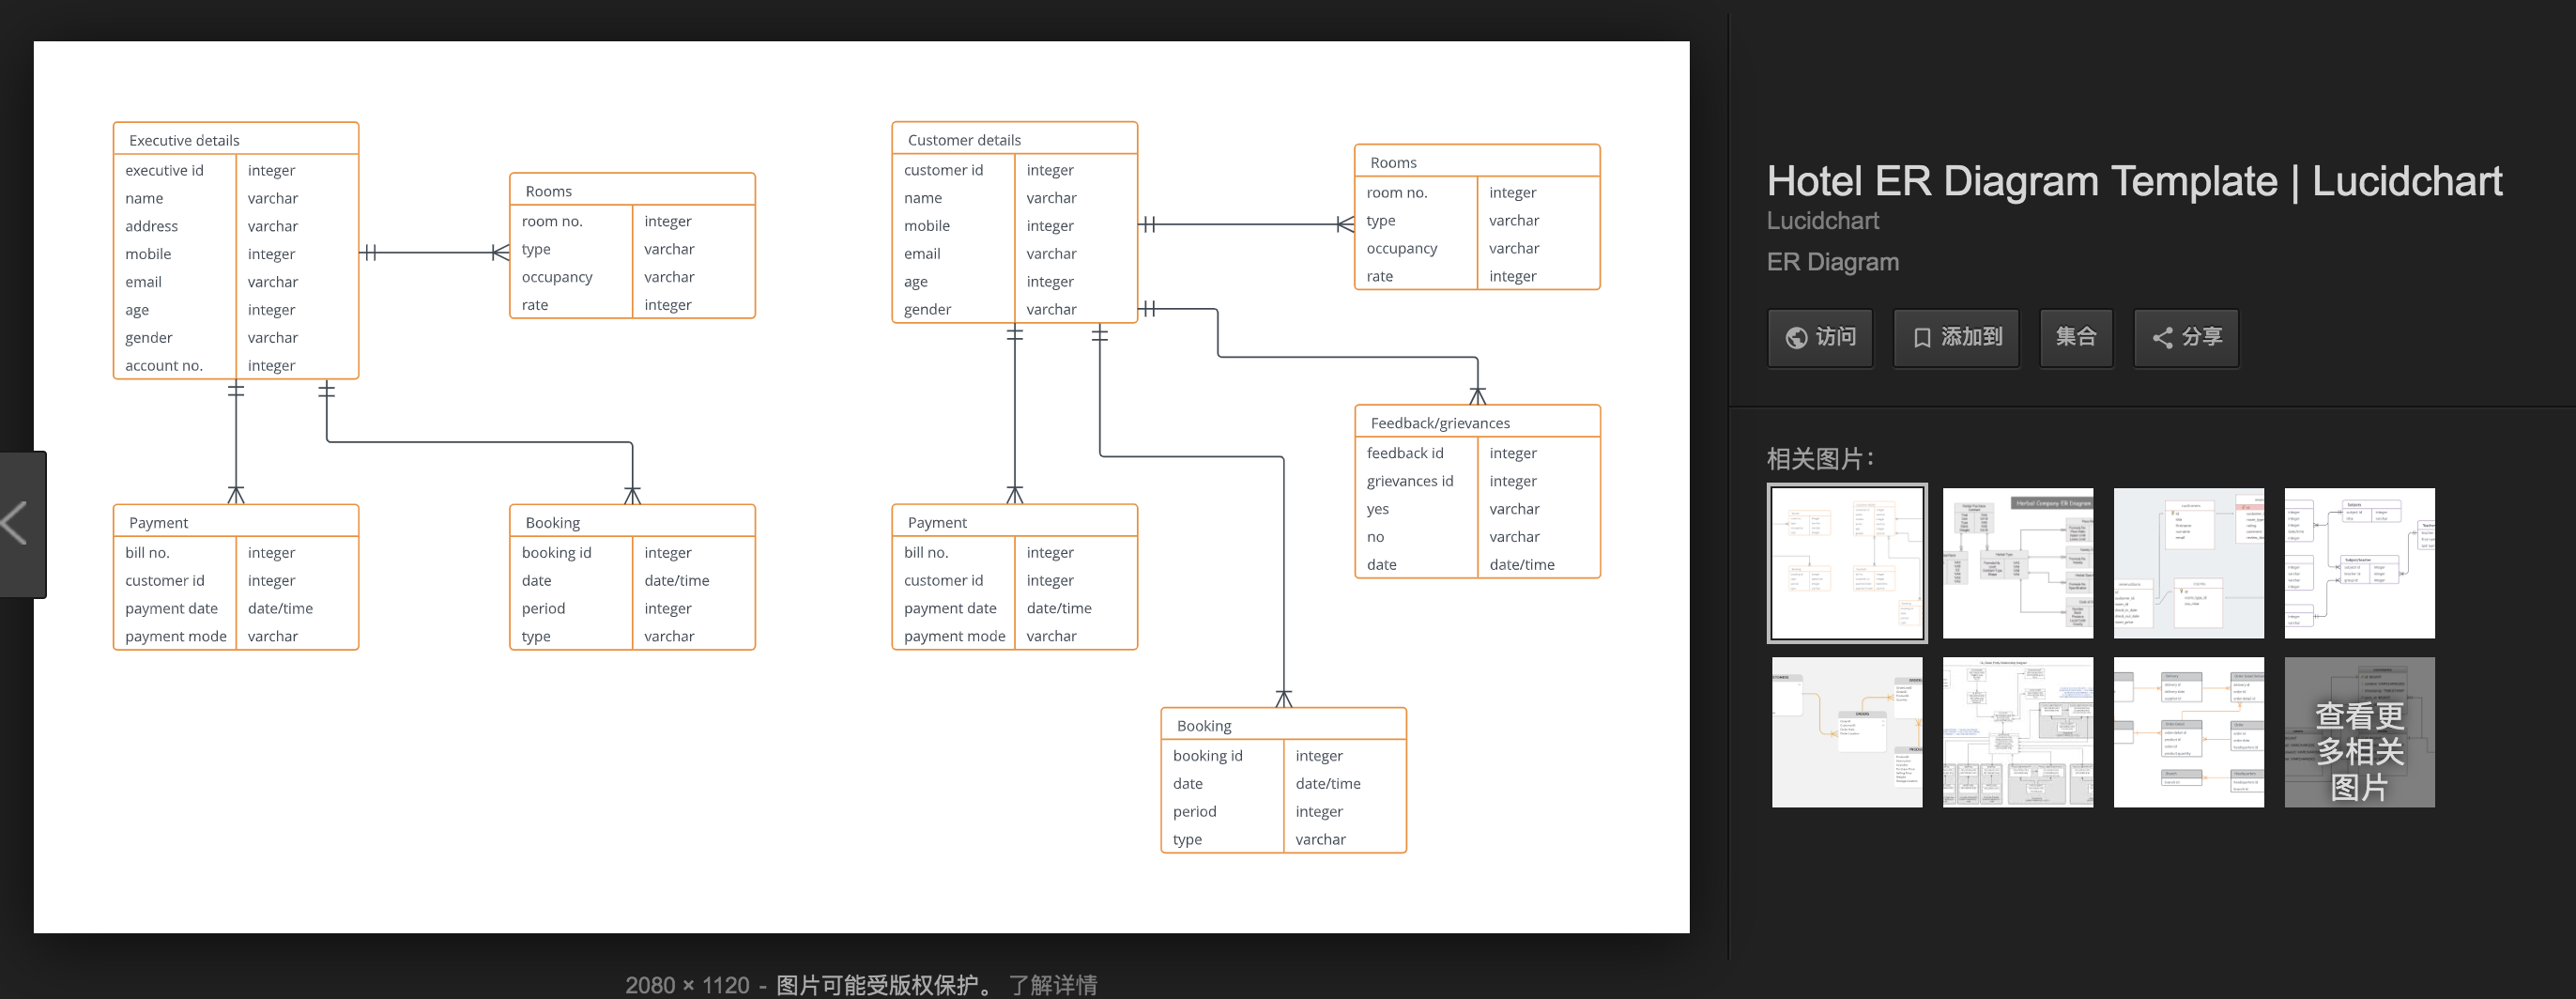 Executive details
executive id integer
name varchar
address varchar
mobile integer
email varchar
age integer
gender varchar
account no. integer
Rooms
room no. integer
type varchar
occupancy varchar
rate integer
Payment
bill no. integer
customer id integer
payment date date/time
payment mode varchar
Booking
booking id integer
date date/time
period integer
type varchar
Customer details
customer id integer
name varchar
mobile integer
email varchar
age integer
gender varchar
Rooms
room no. integer
type varchar
occupancy varchar
rate integer
Feedback/grievances
feedback id integer
grievances id integer
yes varchar
no varchar
date date/time
Payment
bill no. integer
customer id integer
payment date date/time
payment mode varchar
Booking
booking id integer
date date/time
period integer
type varchar
2080 × 1120 - 图片可能受版权保护。 了解详情
Hotel ER Diagram Template | Lucidchart
Lucidchart
ER Diagram
访问 添加到 集合 分享
相关图片：
Herbal Company ER Diagram
查看更
多相关
图片